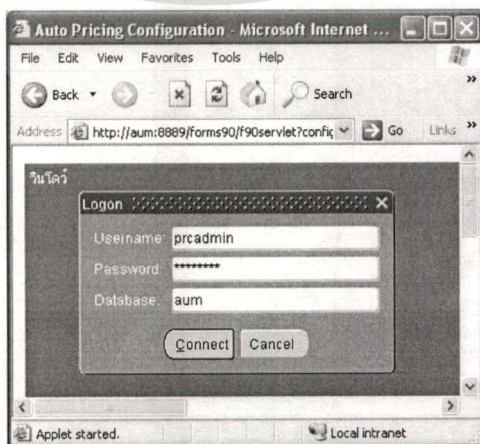 Auto Pricing Configuration - Microsoft Internet ...
File Edit View Favorites Tools Help
Back Search »
Address http://aum:8889/forms90/f90servlet?config Go Links »
วินโดว์
Logon
Username: prcadmin
Password: ********
Database: aum
Connect Cancel
Applet started. Local intranet